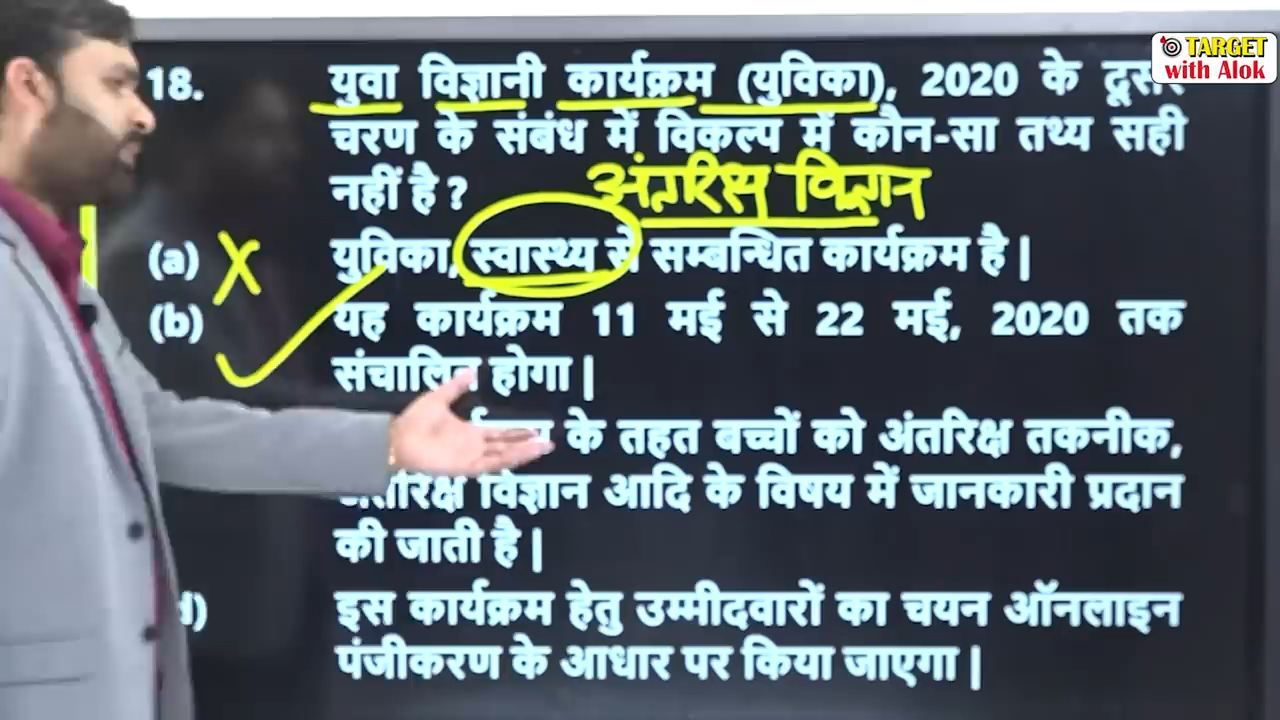 TARGET
with Alok
18. युवा विज्ञानी कार्यक्रम (युविका), 2020 के दूसरे
चरण के संबंध में विकल्प में कौन-सा तथ्य सही
नहीं है ?
अंतरिक्ष विज्ञान
(a) X युविका, स्वास्थ्य से सम्बन्धित कार्यक्रम है |
(b) यह कार्यक्रम 11 मई से 22 मई, 2020 तक
संचालित होगा |
के तहत बच्चों को अंतरिक्ष तकनीक,
अंतरिक्ष विज्ञान आदि के विषय में जानकारी प्रदान
की जाती है |
d) इस कार्यक्रम हेतु उम्मीदवारों का चयन ऑनलाइन
पंजीकरण के आधार पर किया जाएगा |